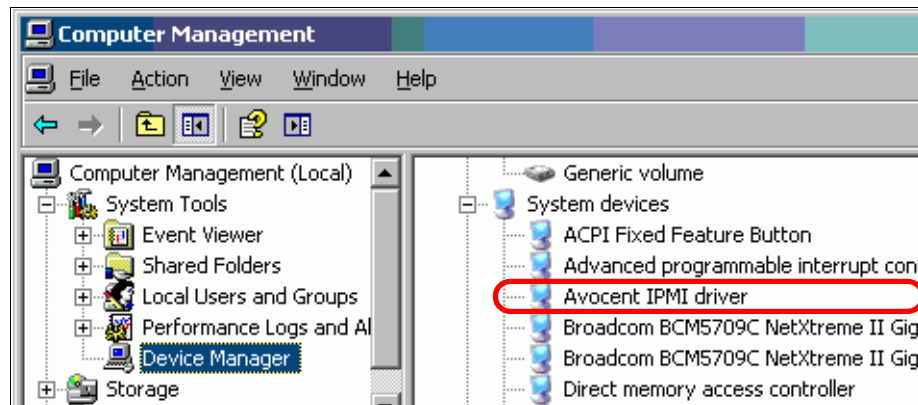 Computer Management
File Action View Window Help
Computer Management (Local)
System Tools
Event Viewer
Shared Folders
Local Users and Groups
Performance Logs and Al
Device Manager
Storage
Generic volume
System devices
ACPI Fixed Feature Button
Advanced programmable interrupt con
Avocent IPMI driver
Broadcom BCM5709C NetXtreme II Gig
Broadcom BCM5709C NetXtreme II Gig
Direct memory access controller